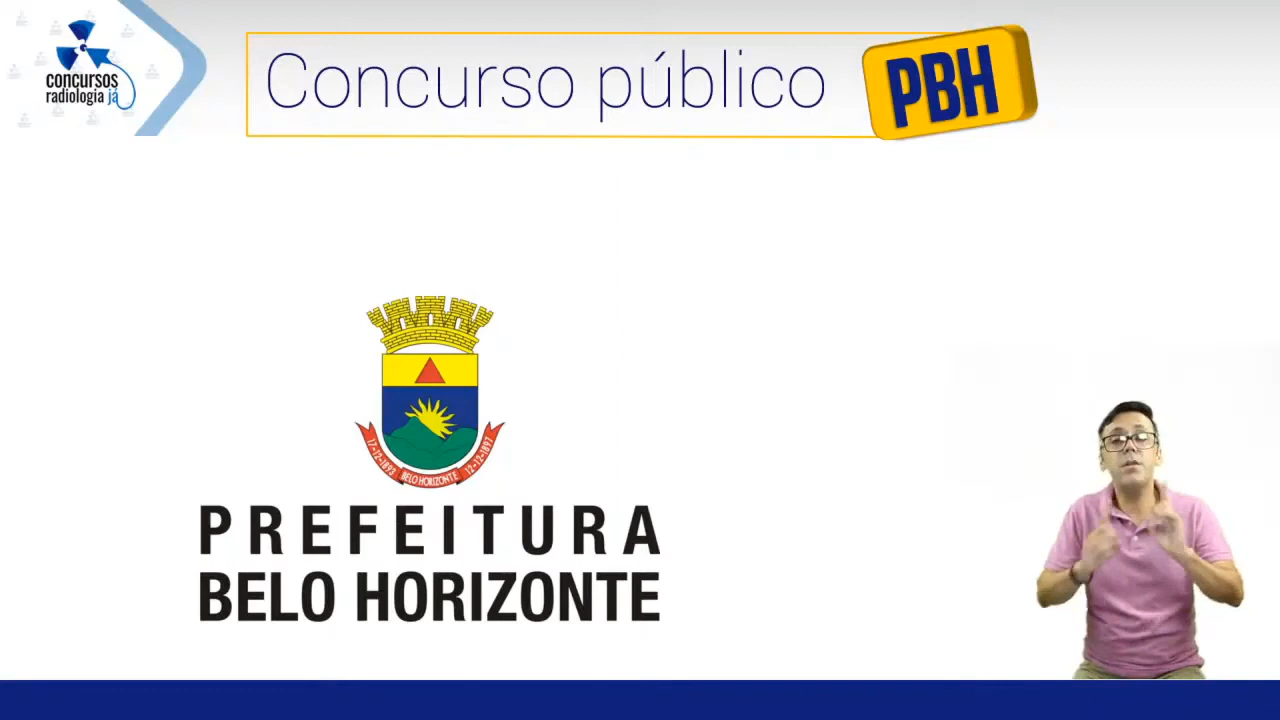 concursos
radiologia já
Concurso público
PBH
17-12-1893
BELO HORIZONTE
12-12-1897
PREFEITURA
BELO HORIZONTE